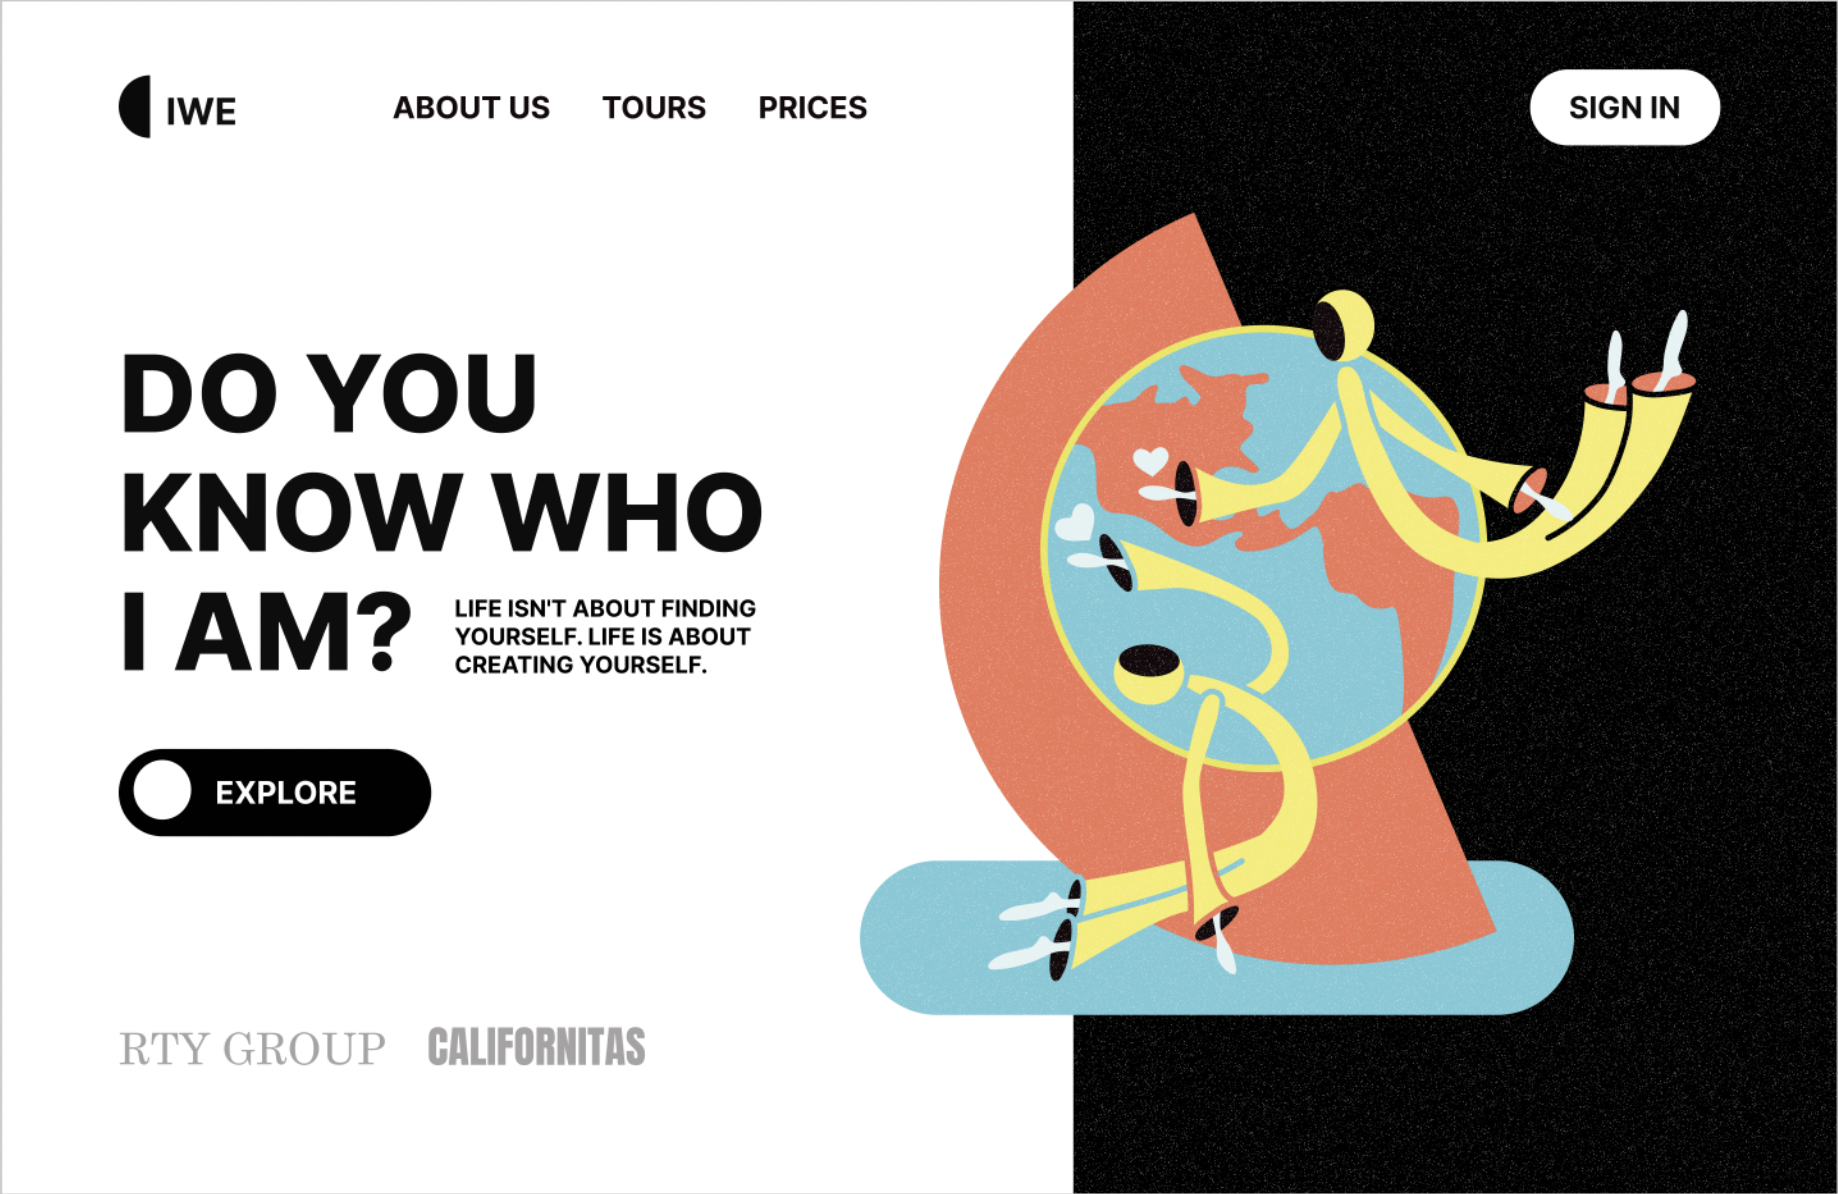 IWE
ABOUT US
TOURS
PRICES
SIGN IN
DO YOU
KNOW WHO
I AM?
LIFE ISN'T ABOUT FINDING
YOURSELF. LIFE IS ABOUT
CREATING YOURSELF.
EXPLORE
RTY GROUP
CALIFORNITAS